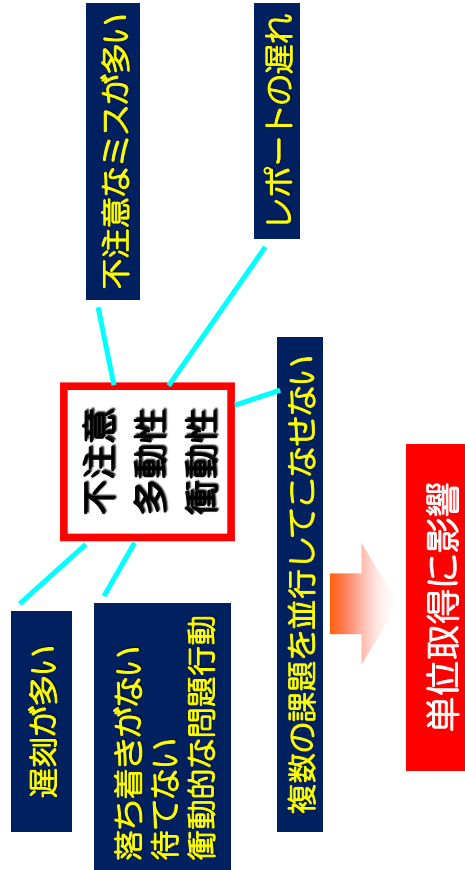 遅刻が多い
不注意なミスが多い
落ち着きがない
待てない
衝動的な問題行動
不注意
多動性
衝動性
レポートの遅れ
複数の課題を並行してこなせない
単位取得に影響